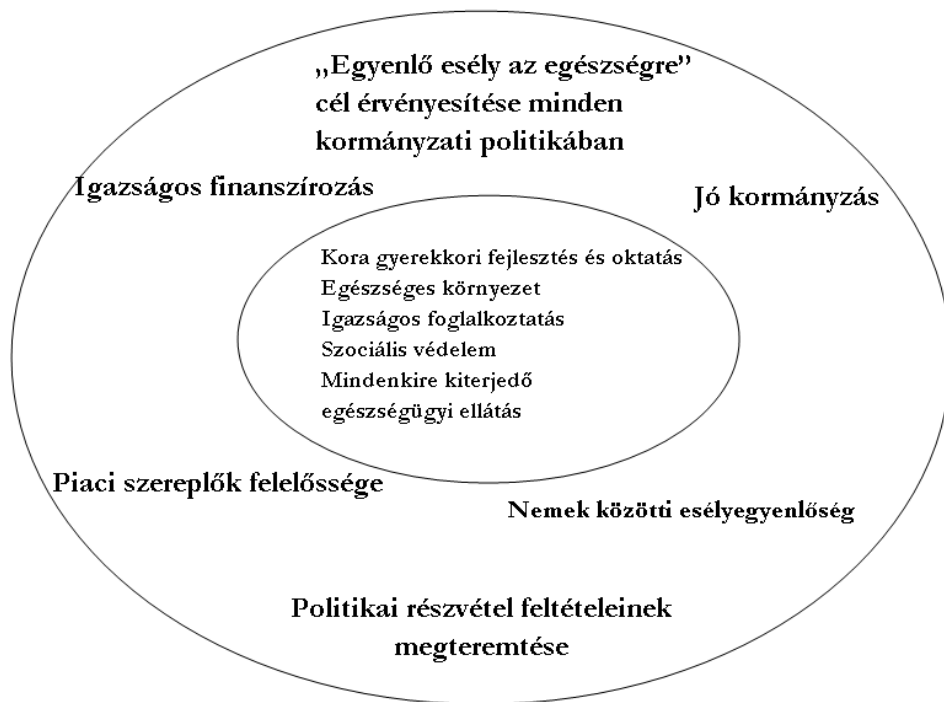 „Egyenlő esély az egészségre”
cél érvényesítése minden
kormányzati politikában
Igazságos finanszírozás
Jó kormányzás
Kora gyerekkori fejlesztés és oktatás
Egészséges környezet
Igazságos foglalkoztatás
Szociális védelem
Mindenkire kiterjedő
egészségügyi ellátás
Piaci szereplők felelőssége
Nemek közötti esélyegyenlőség
Politikai részvétel feltételeinek
megteremtése